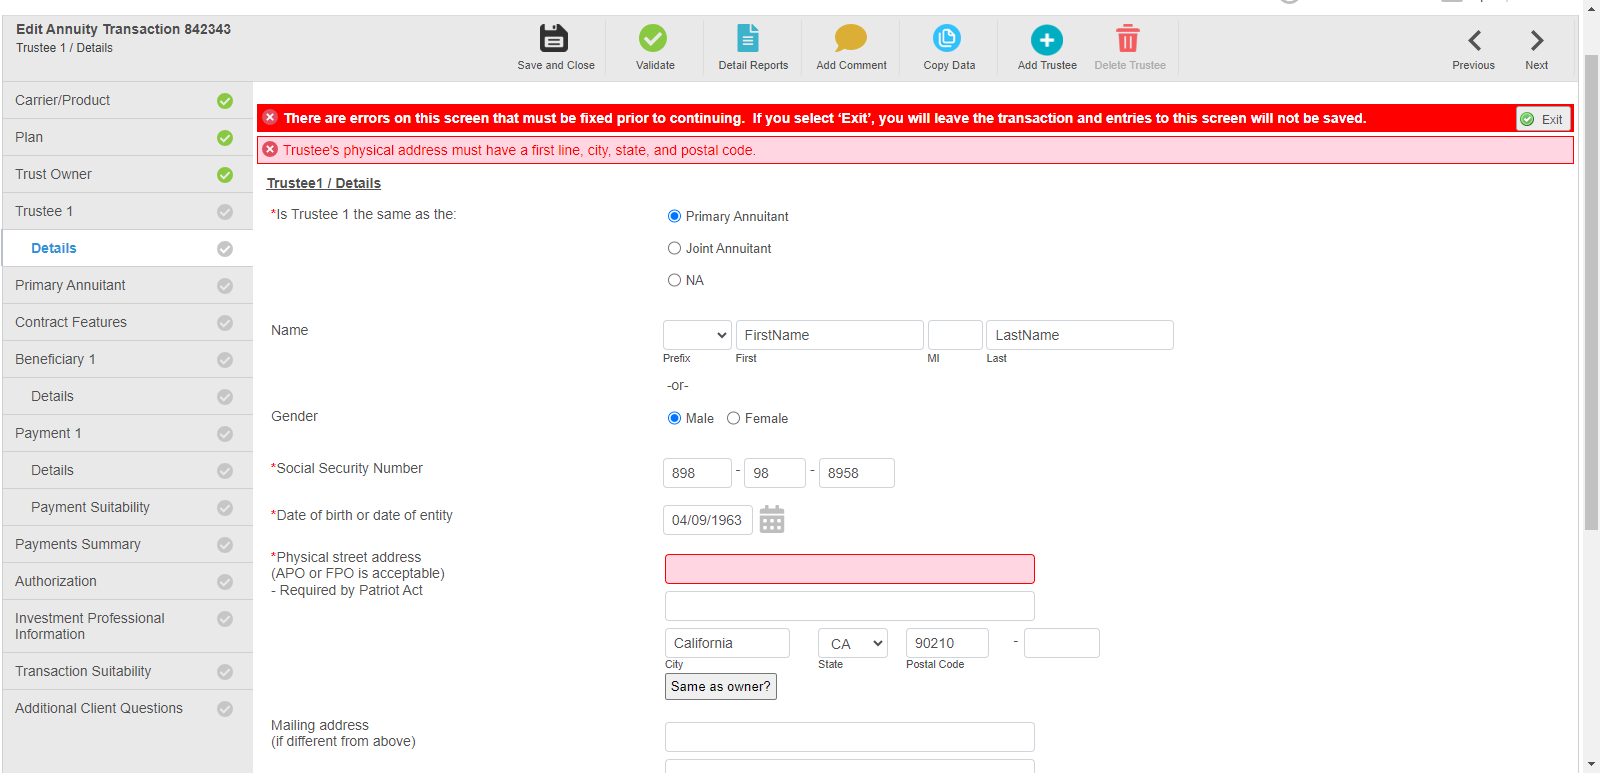 Edit Annuity Transaction 842343
Trustee 1 / Details
Save and Close
Validate
Detail Reports
Add Comment
Copy Data
Add Trustee
Delete Trustee
Previous
Next
Carrier/Product
Plan
Trust Owner
Trustee 1
Details
Primary Annuitant
Contract Features
Beneficiary 1
Details
Payment 1
Details
Payment Suitability
Payments Summary
Authorization
Investment Professional
Information
Transaction Suitability
Additional Client Questions
There are errors on this screen that must be fixed prior to continuing. If you select ‘Exit’, you will leave the transaction and entries to this screen will not be saved.
Exit
Trustee's physical address must have a first line, city, state, and postal code.
Trustee1 / Details
*Is Trustee 1 the same as the:
Primary Annuitant
Joint Annuitant
NA
Name
FirstName
LastName
Prefix First MI Last
-or-
Gender
Male Female
*Social Security Number
898 - 98 - 8958
*Date of birth or date of entity
04/09/1963
*Physical street address
(APO or FPO is acceptable)
- Required by Patriot Act
California CA 90210 -
City State Postal Code
Same as owner?
Mailing address
(if different from above)